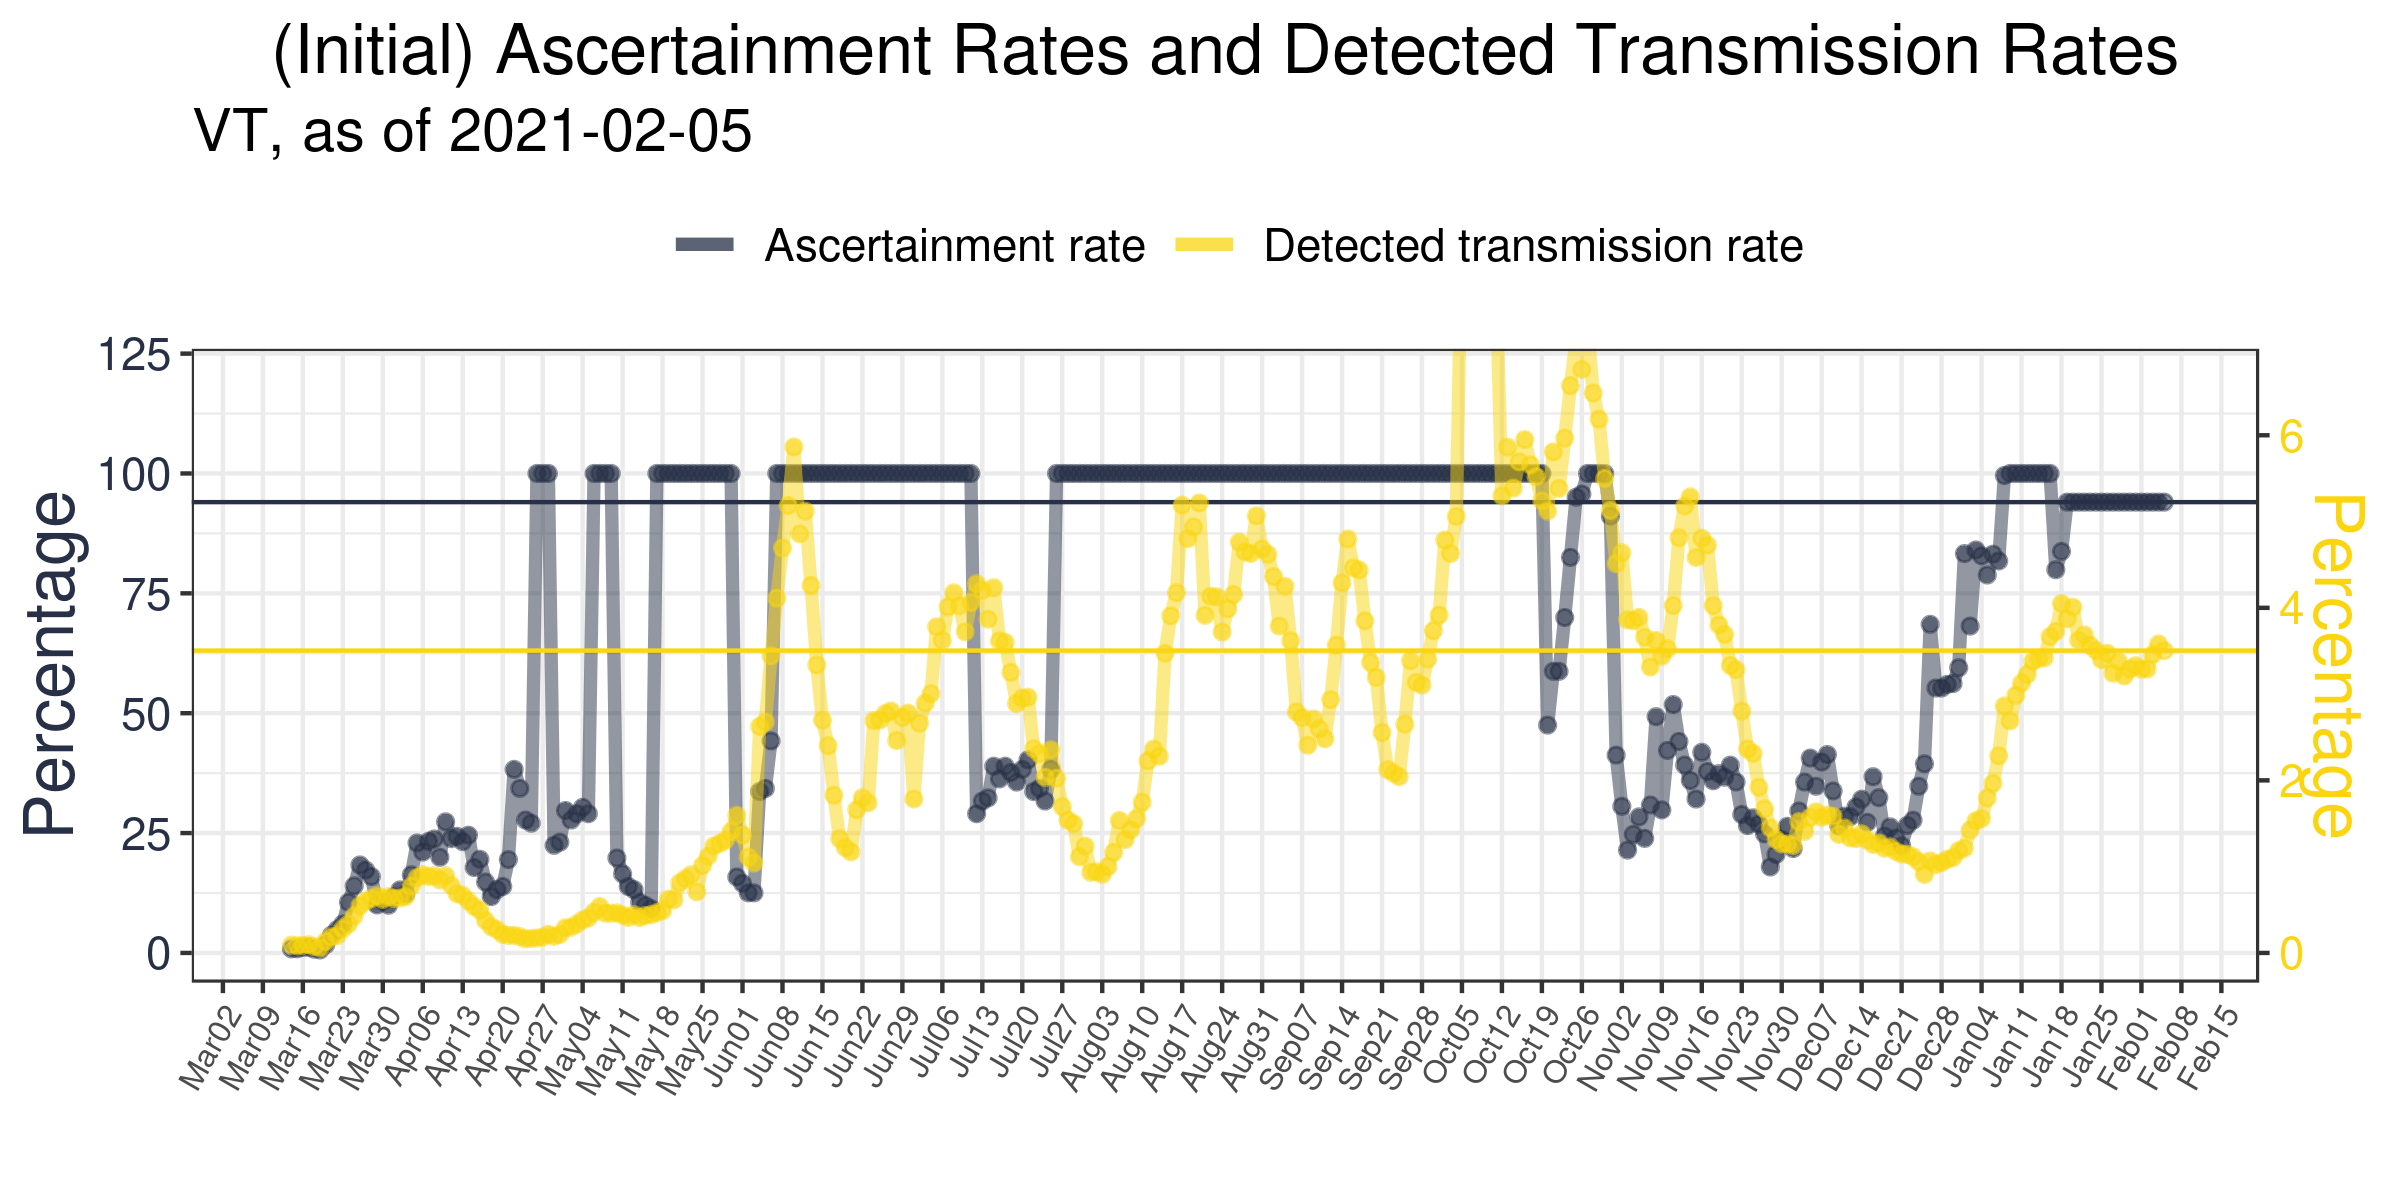 (Initial) Ascertainment Rates and Detected Transmission Rates
VT, as of 2021-02-05
Ascertainment rate
Detected transmission rate
125
100
75
50
25
0
Percentage
6
4
2
0
Percentage
Mar02
Mar09
Mar16
Mar23
Mar30
Apr06
Apr13
Apr20
Apr27
May04
May11
May18
May25
Jun01
Jun08
Jun15
Jun22
Jun29
Jul06
Jul13
Jul20
Jul27
Aug03
Aug10
Aug17
Aug24
Aug31
Sep07
Sep14
Sep21
Sep28
Oct05
Oct12
Oct19
Oct26
Nov02
Nov09
Nov16
Nov23
Nov30
Dec07
Dec14
Dec21
Dec28
Jan04
Jan11
Jan18
Jan25
Feb01
Feb08
Feb15